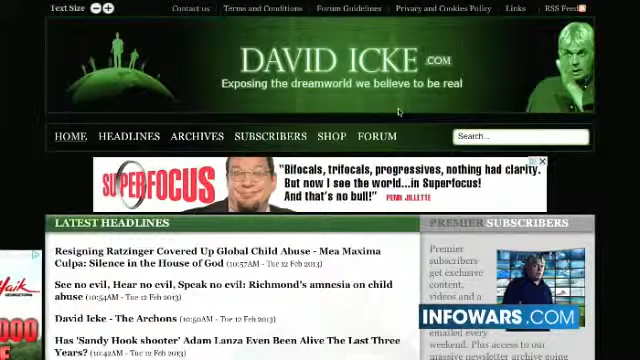 Text Size
Contact us
Terms and Conditions
Forum Guidelines
Privacy and Cookies Policy
Links
RSS Feed
DAVID ICKE .COM
Exposing the dreamworld we believe to be real
HOME HEADLINES ARCHIVES SUBSCRIBERS SHOP FORUM
Search...
SUPERFOCUS
"Bifocals, trifocals, progressives, nothing had clarity.
But now I see the world...in Superfocus!
And that's no bull!" PENN JILLETTE
LATEST HEADLINES
Resigning Ratzinger Covered Up Global Child Abuse - Mea Maxima
Culpa: Silence in the House of God (10:57AM - Tue 12 Feb 2013)
See no evil, Hear no evil, Speak no evil: Richmond's amnesia on child
abuse (10:54AM - Tue 12 Feb 2013)
David Icke - The Archons (10:50AM - Tue 12 Feb 2013)
Has 'Sandy Hook shooter' Adam Lanza Even Been Alive The Last Three
Years? (10:42AM - Tue 12 Feb 2013)
PREMIER SUBSCRIBERS
Premier
subscribers
get exclusive
content,
videos and a
INFOWARS.COM
emailed every
weekend. Plus access to our
massive newsletter archive going